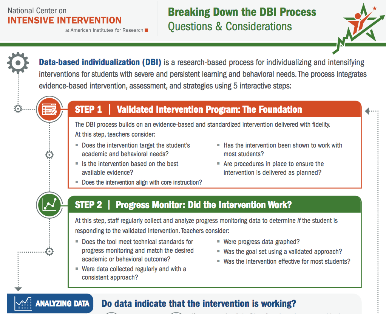 National Center on
INTENSIVE INTERVENTION
at American Institutes for Research
Breaking Down the DBI Process
Questions & Considerations
Data-based individualization (DBI) is a research-based process for individualizing and intensifying
interventions for students with severe and persistent learning and behavioral needs. The process integrates
evidence-based intervention, assessment, and strategies using 5 interactive steps:
STEP 1 | Validated Intervention Program: The Foundation
The DBI process builds on an evidence-based and standardized intervention delivered with fidelity.
At this step, teachers consider:
• Does the intervention target the student's
academic and behavioral needs?
• Is the intervention based on the best
available evidence?
• Does the intervention align with core instruction?
• Has the intervention been shown to work with
most students?
• Are procedures in place to ensure the
intervention is delivered as planned?
STEP 2 | Progress Monitor: Did the Intervention Work?
At this step, staff regularly collect and analyze progress monitoring data to determine if the student is
responding to the validated intervention. Teachers consider:
• Does the tool meet technical standards for
progress monitoring and match the desired
academic or behavioral outcome?
• Were data collected regularly and with a
consistent approach?
• Were progress data graphed?
• Was the goal set using a validated approach?
• Was the intervention effective for most students?
ANALYZING DATA
Do data indicate that the intervention is working?